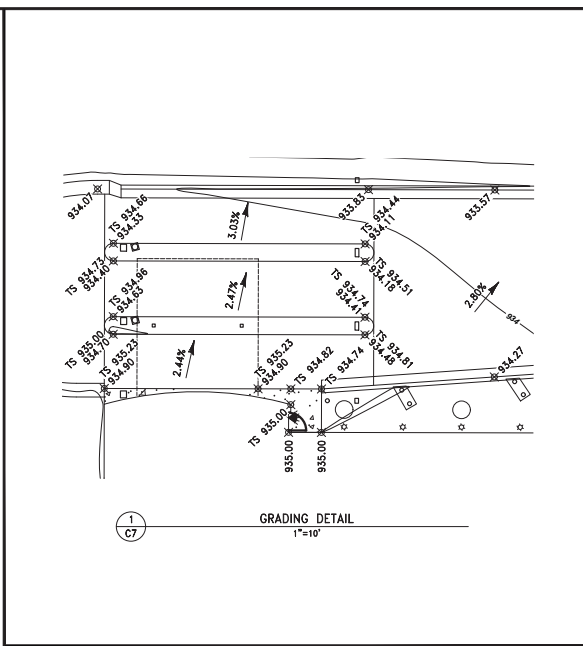 934.07
TS 934.66
934.33
3.03%
933.83
TS 934.44
934.11
933.57
TS 934.73
934.40
TS 934.96
934.63
2.47%
TS 934.74
934.41
TS 934.51
934.18
2.80%
934
TS 935.00
934.70
TS 935.23
934.90
2.44%
TS 935.23
934.90
TS 934.82
TS 934.74
TS 934.81
934.48
934.27
TS 935.00
935.00
935.00
1
C7
GRADING DETAIL
1"=10'